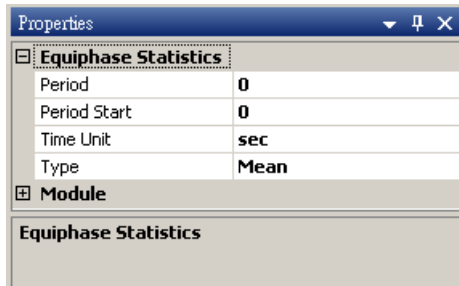 Properties
Equiphase Statistics
Period 0
Period Start 0
Time Unit sec
Type Mean
Module
Equiphase Statistics